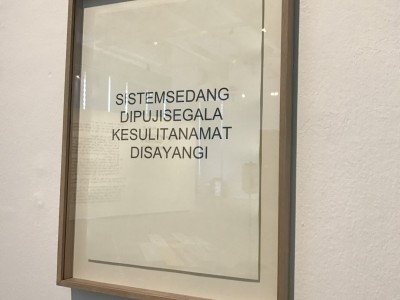 SISTEMSEDANG
DIPUJISEGALA
KESULITANAMAT
DISAYANGI